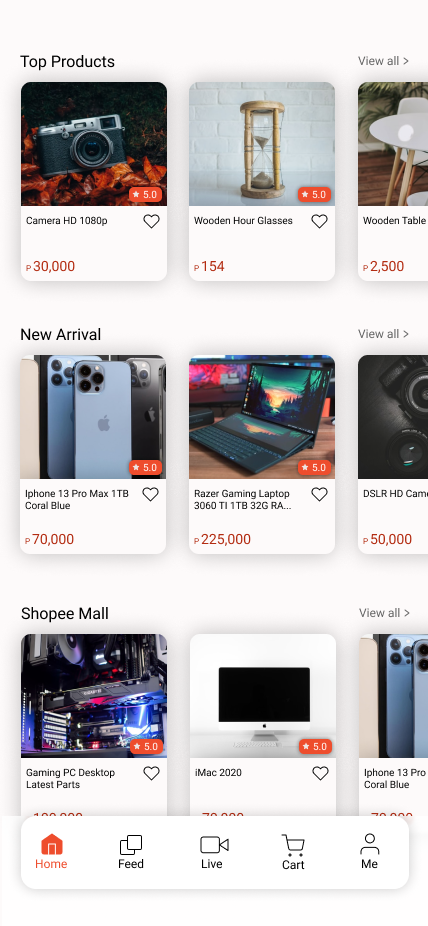 Top Products
View all >
5.0
5.0
Camera HD 1080p
Wooden Hour Glasses
Wooden Table
P 30,000
P 154
P 2,500
New Arrival
View all >
5.0
5.0
Iphone 13 Pro Max 1TB
Coral Blue
Razer Gaming Laptop
3060 TI 1TB 32G RA...
DSLR HD Came
P 70,000
P 225,000
P 50,000
Shopee Mall
View all >
5.0
5.0
Gaming PC Desktop
Latest Parts
iMac 2020
Iphone 13 Pro
Coral Blue
Home
Feed
Live
Cart
Me